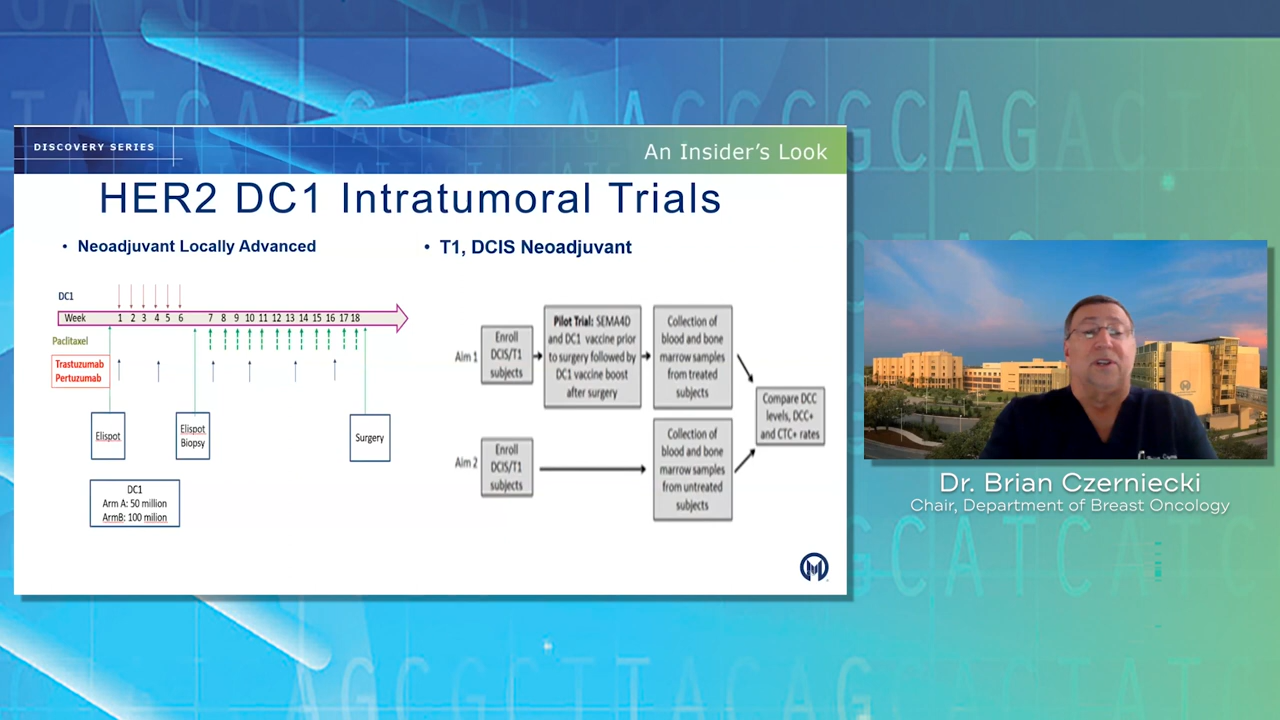 DISCOVERY SERIES
An Insider's Look
HER2 DC1 Intratumoral Trials
• Neoadjuvant Locally Advanced
DC1
Week 1 2 3 4 5 6 7 8 9 10 11 12 13 14 15 16 17 18
Paclitaxel
Trastuzumab
Pertuzumab
Elispot
Elispot
Biopsy
Surgery
DC1
Arm A: 50 million
ArmB: 100 milion
• T1, DCIS Neoadjuvant
Aim 1
Enroll
DCIS/T1
subjects
Pilot Trial: SEMA4D
and DC1 vaccine prior
to surgery followed by
DC1 vaccine boost
after surgery
Collection of
blood and bone
marrow samples
from treated
subjects
Compare DCC
levels, DCC+
and CTC+ rates
Aim 2
Enroll
DCIS/T1
subjects
Collection of
blood and bone
marrow samples
from untreated
subjects
Dr. Brian Czerniecki
Chair, Department of Breast Oncology
GCAG
CATC
AGCGCTTACAGC